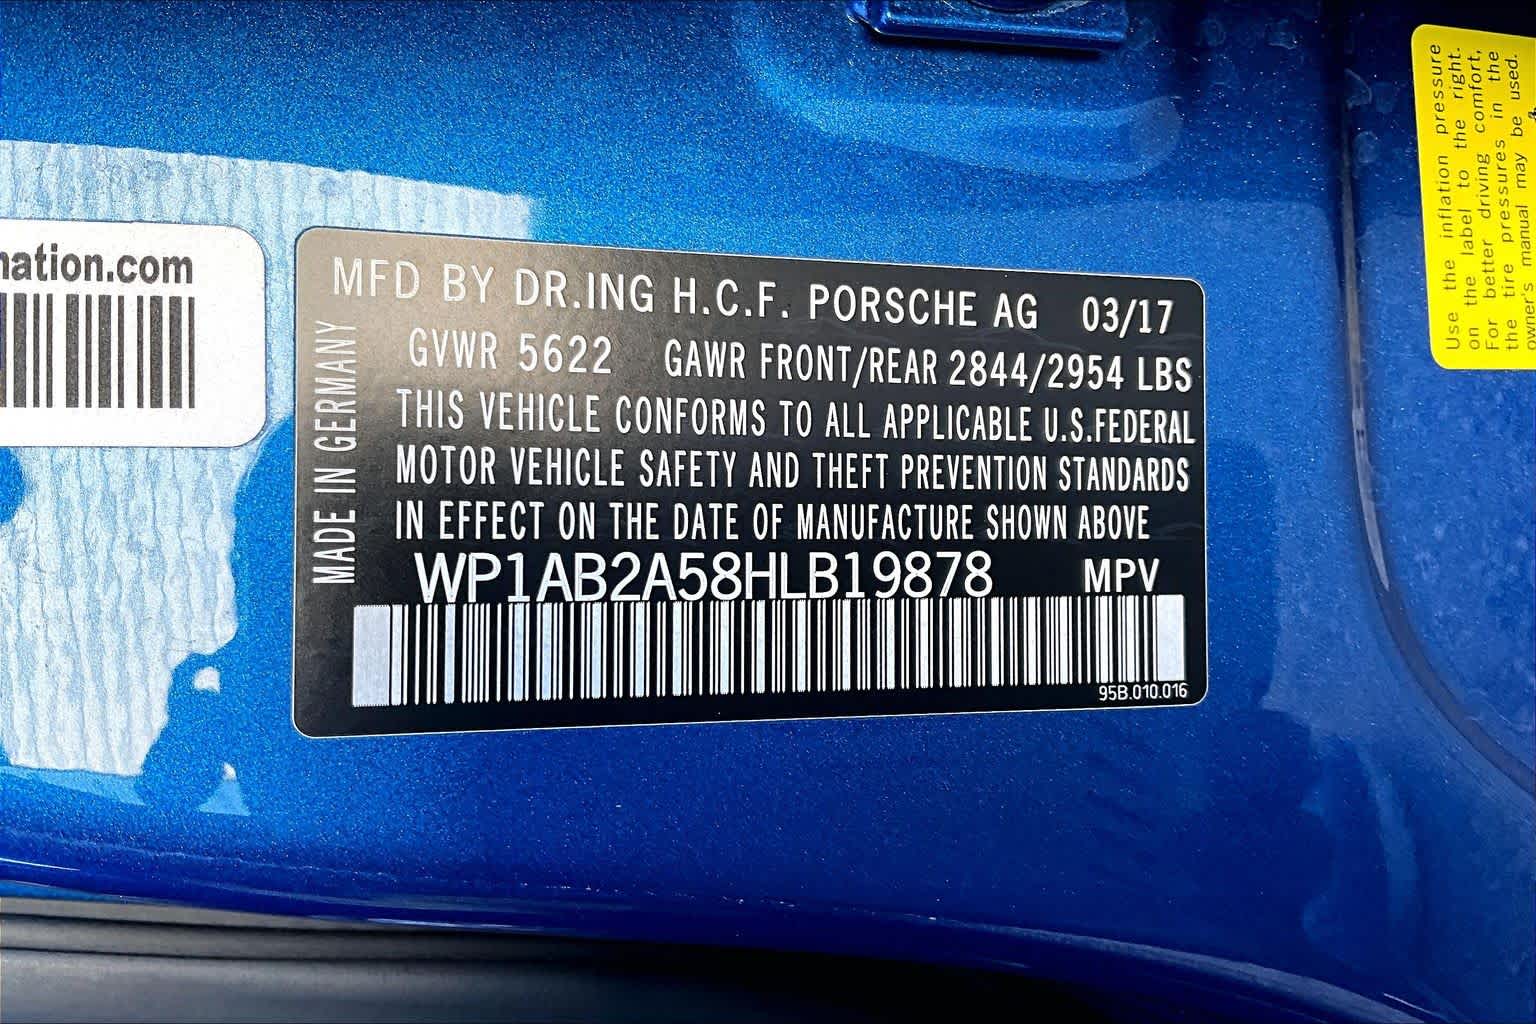 mation.com
MFD BY DR.ING H.C.F. PORSCHE AG 03/17
GVWR 5622 GAWR FRONT/REAR 2844/2954 LBS
THIS VEHICLE CONFORMS TO ALL APPLICABLE U.S.FEDERAL
MOTOR VEHICLE SAFETY AND THEFT PREVENTION STANDARDS
IN EFFECT ON THE DATE OF MANUFACTURE SHOWN ABOVE
WP1AB2A58HLB19878 MPV
95B.010.016
MADE IN GERMANY
Use the inflation pressure
on the label to the right.
For better driving comfort,
the tire pressures in the
owner's manual may be used.